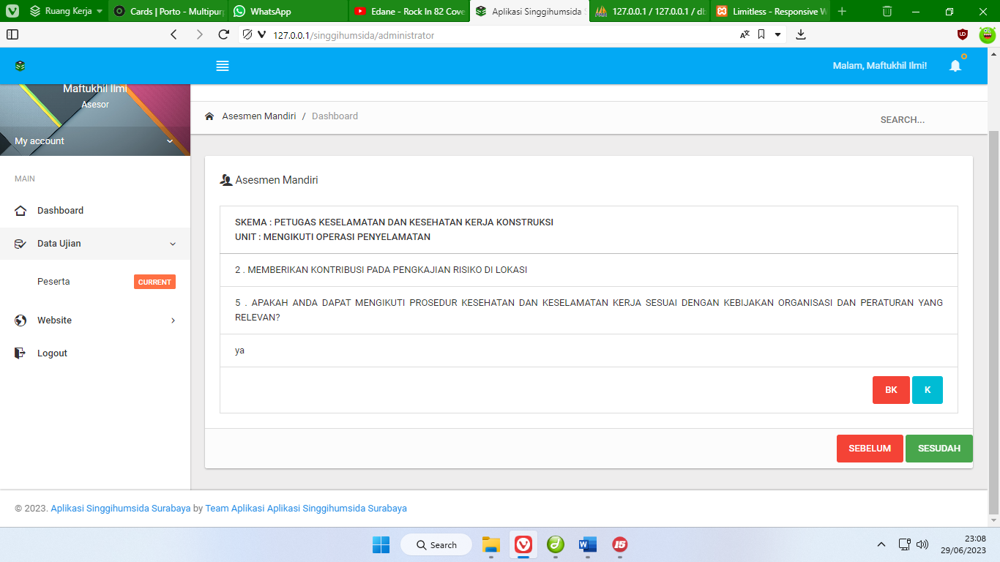 Ruang Kerja
Cards | Porto - Multipur
WhatsApp
Edane - Rock In 82 Cove
Aplikasi Singgihumsida S
127.0.0.1 / 127.0.0.1 / db
Limitless - Responsive W
127.0.0.1/singgihumsida/administrator
Malam, Maftukhil Ilmi!
Maftukhil Ilmi
Asesor
My account
MAIN
Dashboard
Data Ujian
Peserta CURRENT
Website
Logout
Asesmen Mandiri / Dashboard
SEARCH...
Asesmen Mandiri
SKEMA : PETUGAS KESELAMATAN DAN KESEHATAN KERJA KONSTRUKSI
UNIT : MENGIKUTI OPERASI PENYELAMATAN
2 . MEMBERIKAN KONTRIBUSI PADA PENGKAJIAN RISIKO DI LOKASI
5 . APAKAH ANDA DAPAT MENGIKUTI PROSEDUR KESEHATAN DAN KESELAMATAN KERJA SESUAI DENGAN KEBIJAKAN ORGANISASI DAN PERATURAN YANG
RELEVAN?
ya
BK K
SEBELUM SESUDAH
© 2023. Aplikasi Singgihumsida Surabaya by Team Aplikasi Aplikasi Singgihumsida Surabaya
Search
23:08
29/06/2023